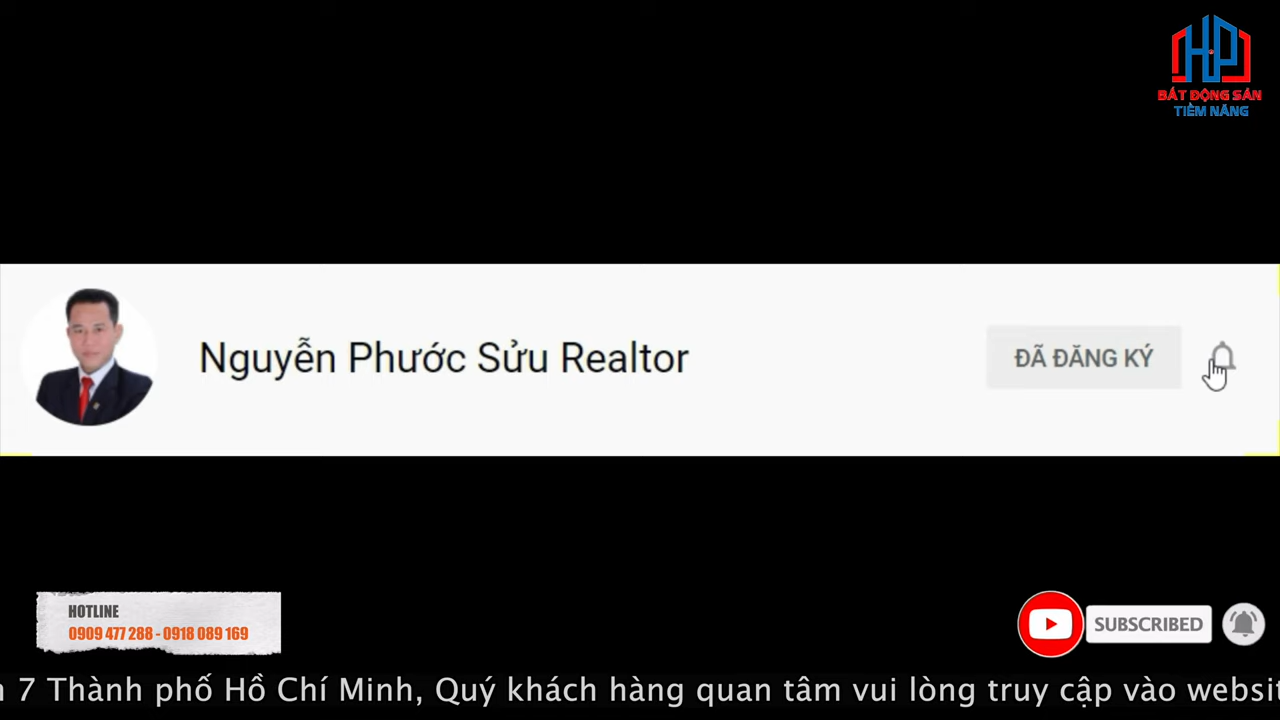 HP
BẤT ĐỘNG SẢN
TIỀM NĂNG
Nguyễn Phước Sửu Realtor
ĐÃ ĐĂNG KÝ
HOTLINE
0909 477 288 - 0918 089 169
SUBSCRIBED
7 Thành phố Hồ Chí Minh, Quý khách hàng quan tâm vui lòng truy cập vào websit